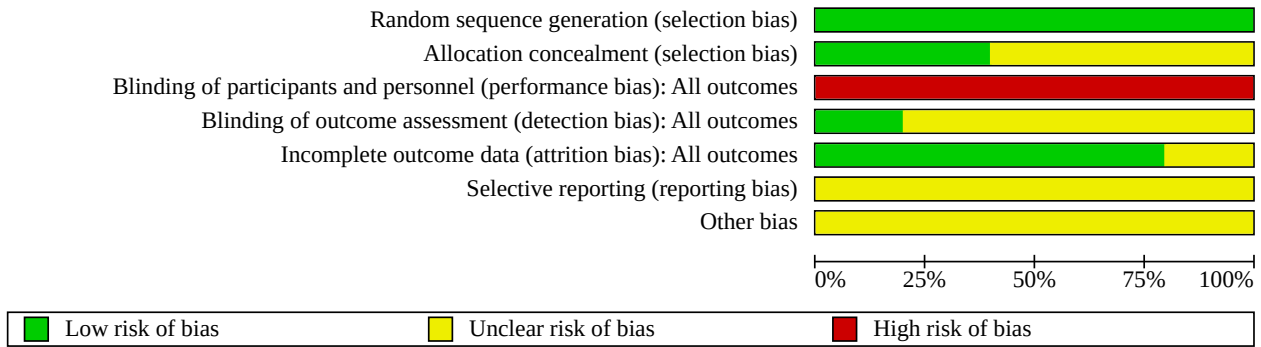 Random sequence generation (selection bias)
Allocation concealment (selection bias)
Blinding of participants and personnel (performance bias): All outcomes
Blinding of outcome assessment (detection bias): All outcomes
Incomplete outcome data (attrition bias): All outcomes
Selective reporting (reporting bias)
Other bias
0% 25% 50% 75% 100%
Low risk of bias Unclear risk of bias High risk of bias